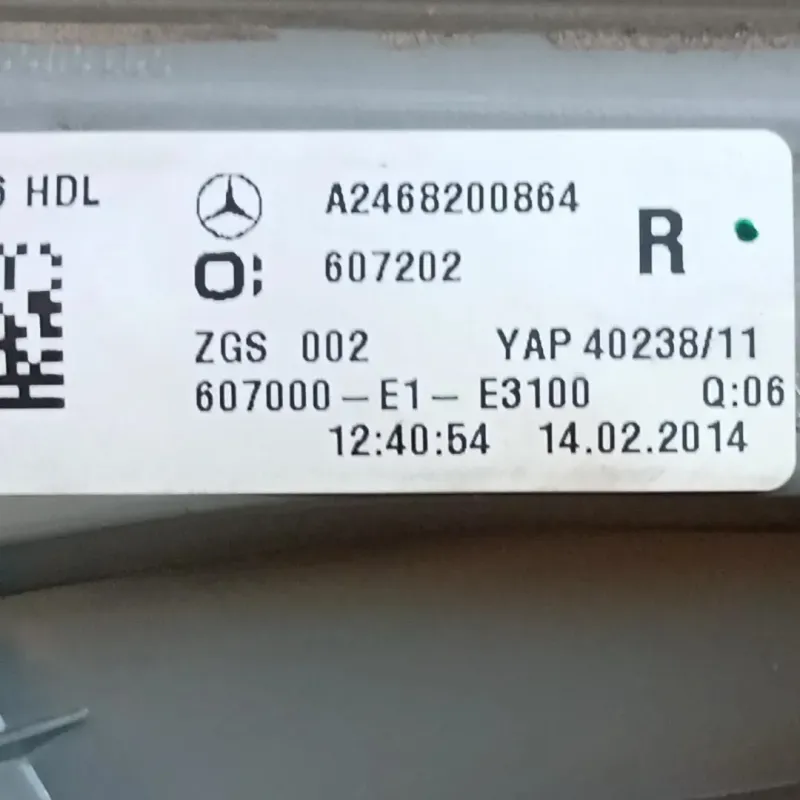 HDL
A2468200864
R
607202
ZGS 002 YAP 40238/11
607000-E1- E3100 Q:06
12:40:54 14.02.2014